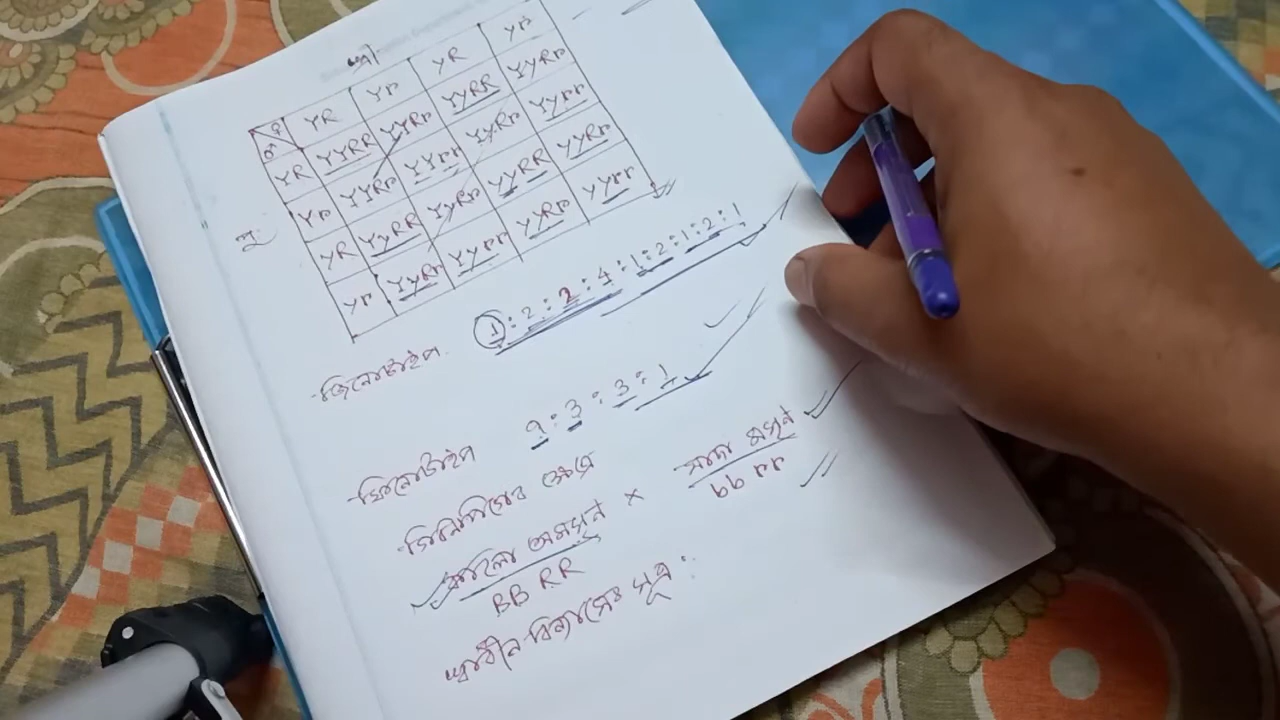 স্ত্রী
♀ ♂ YR Yr yR yr
YR YYRR YYRr YyRR YyRr
Yr YYRr YYrr YyRr Yyrr
পুং yR YyRR YyRr yyRR yyRr
yr YyRr Yyrr yyRr yyrr
জিনোটাইপ 1 : 2 : 2 : 4 : 1 : 2 : 1 : 2 : 1
ফিনোটাইপ 9 : 3 : 3 : 1
গিনিপিগের ক্ষেত্রে
কালো অমসৃণ × সাদা মসৃণ
BB RR bb rr
স্বাধীন বিন্যাসের সূত্র :